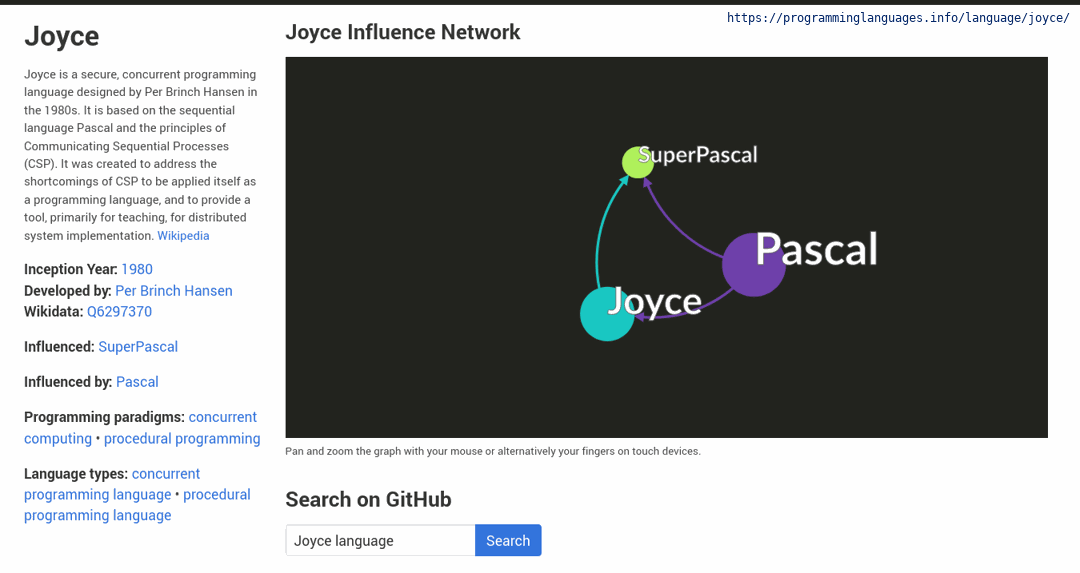 https://programminglanguages.info/language/joyce/
Joyce
Joyce is a secure, concurrent programming
language designed by Per Brinch Hansen in
the 1980s. It is based on the sequential
language Pascal and the principles of
Communicating Sequential Processes
(CSP). It was created to address the
shortcomings of CSP to be applied itself as
a programming language, and to provide a
tool, primarily for teaching, for distributed
system implementation. Wikipedia
Inception Year: 1980
Developed by: Per Brinch Hansen
Wikidata: Q6297370
Influenced: SuperPascal
Influenced by: Pascal
Programming paradigms: concurrent
computing • procedural programming
Language types: concurrent
programming language • procedural
programming language
Joyce Influence Network
SuperPascal
Pascal
Joyce
Pan and zoom the graph with your mouse or alternatively your fingers on touch devices.
Search on GitHub
Joyce language
Search